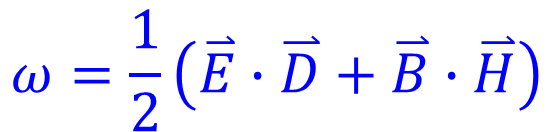 ω = 1/2 (E⃗ · D⃗ + B⃗ · H⃗)